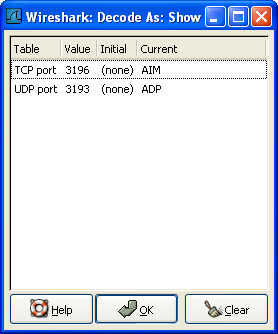 Wireshark: Decode As: Show
Table Value Initial Current
TCP port 3196 (none) AIM
UDP port 3193 (none) ADP
Help OK Clear